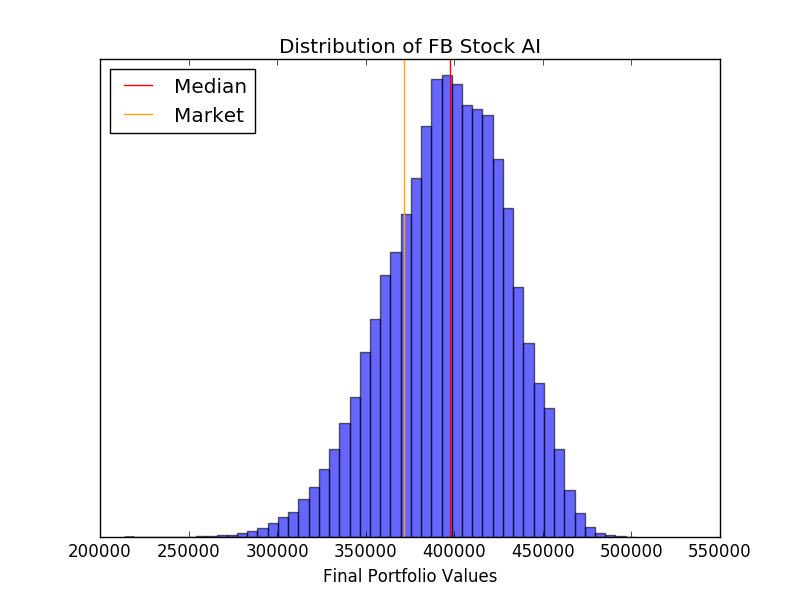 Distribution of FB Stock AI
Median
Market
200000 250000 300000 350000 400000 450000 500000 550000
Final Portfolio Values